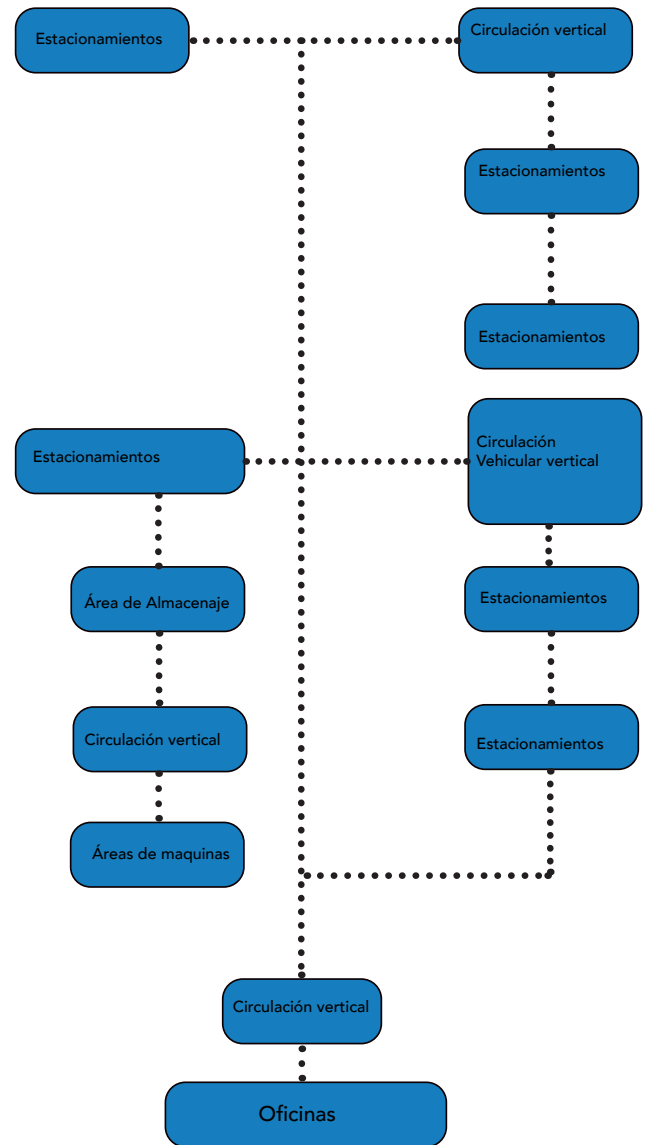 Estacionamientos
Circulación vertical
Estacionamientos
Estacionamientos
Estacionamientos
Circulación
Vehicular vertical
Área de Almacenaje
Estacionamientos
Circulación vertical
Estacionamientos
Áreas de maquinas
Circulación vertical
Oficinas